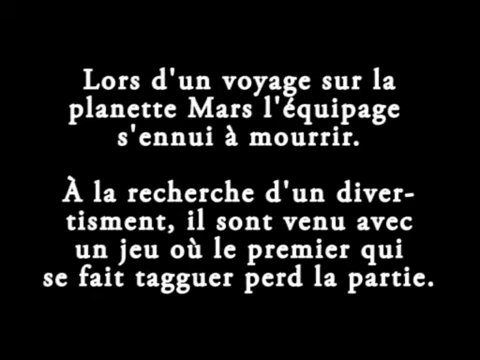 Lors d'un voyage sur la
planette Mars l'équipage
s'ennui à mourrir.
À la recherche d'un diver-
tisment, il sont venu avec
un jeu où le premier qui
se fait tagguer perd la partie.